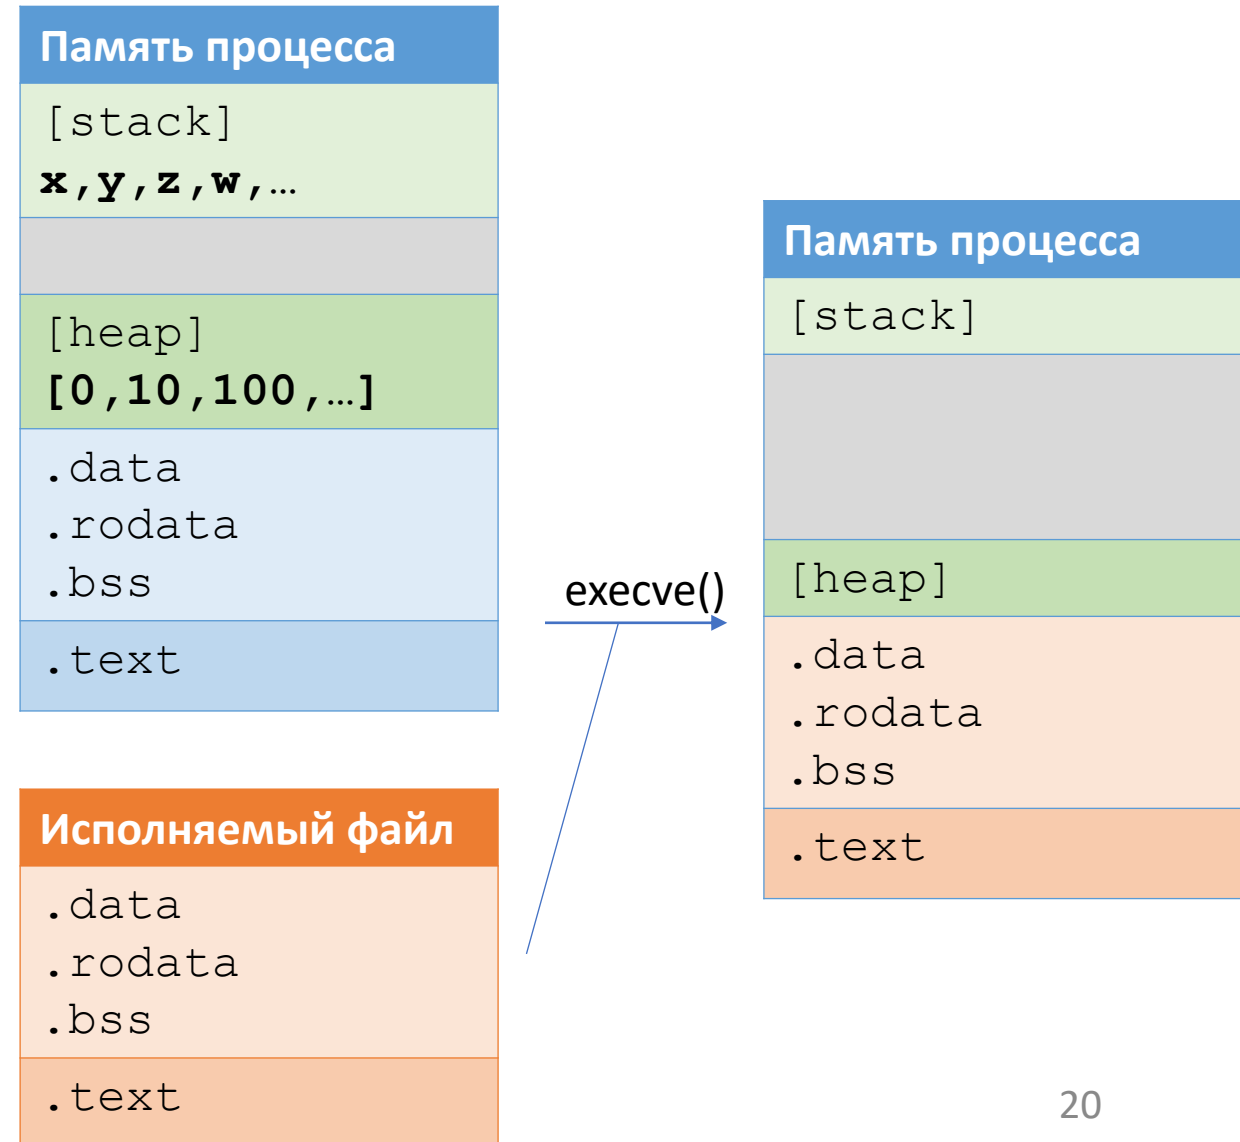 Память процесса
[stack]
x,y,z,w,…
[heap]
[0,10,100,…]
.data
.rodata
.bss
.text
Исполняемый файл
.data
.rodata
.bss
.text
execve()
Память процесса
[stack]
[heap]
.data
.rodata
.bss
.text
20